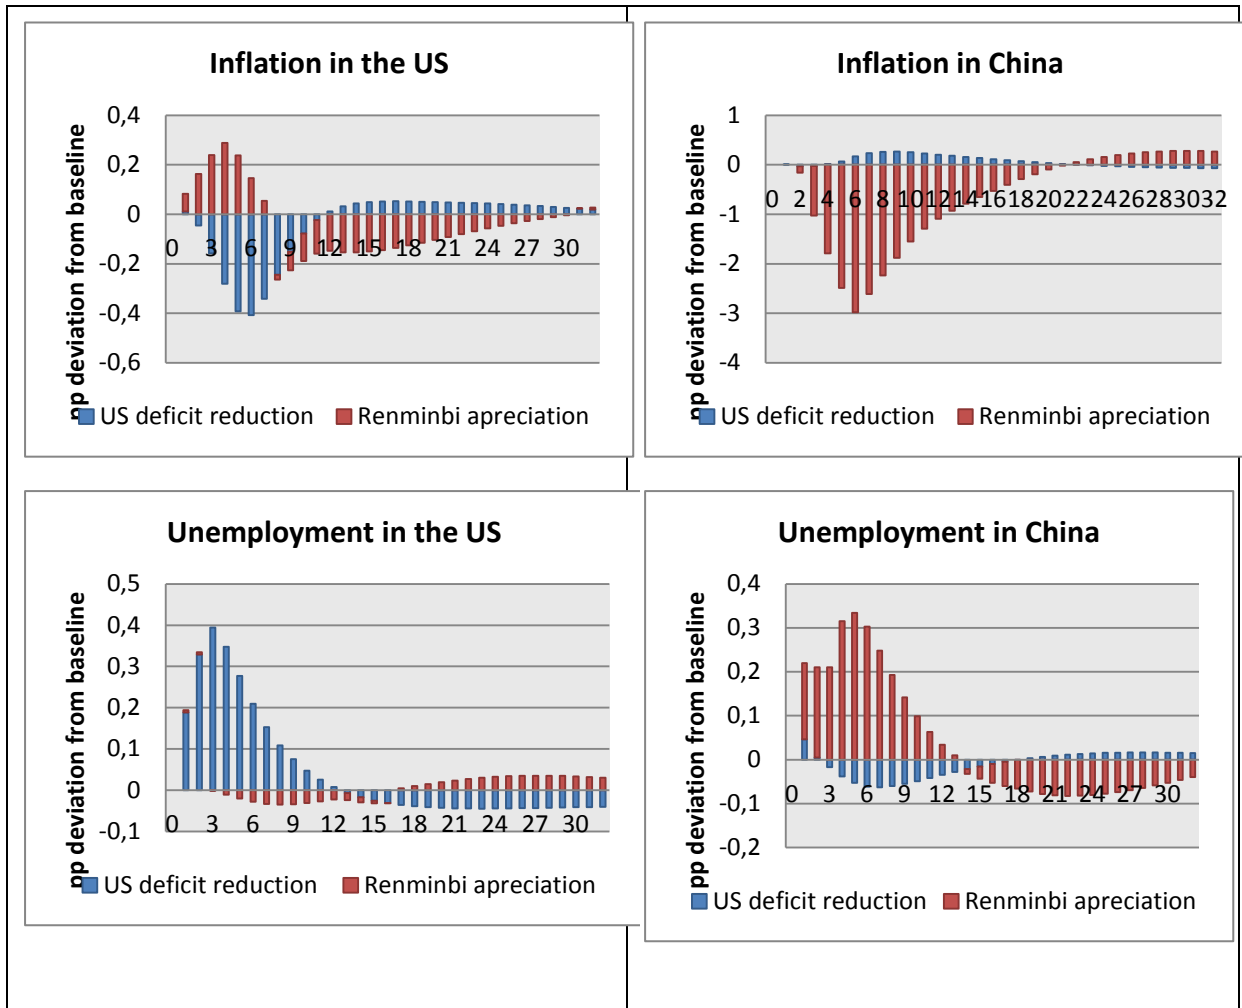 Inflation in the US
pp deviation from baseline
0,4
0,2
0
-0,2
-0,4
-0,6
0 3 6 9 12 15 18 21 24 27 30
US deficit reduction Renminbi apreciation
Inflation in China
pp deviation from baseline
1
0
-1
-2
-3
-4
0 2 4 6 8 10 12 14 16 18 20 22 24 26 28 30 32
US deficit reduction Renminbi apreciation
Unemployment in the US
pp deviation from baseline
0,5
0,4
0,3
0,2
0,1
0
-0,1
0 3 6 9 12 15 18 21 24 27 30
US deficit reduction Renminbi apreciation
Unemployment in China
pp deviation from baseline
0,4
0,3
0,2
0,1
0
-0,1
-0,2
0 3 6 9 12 15 18 21 24 27 30
US deficit reduction Renminbi apreciation